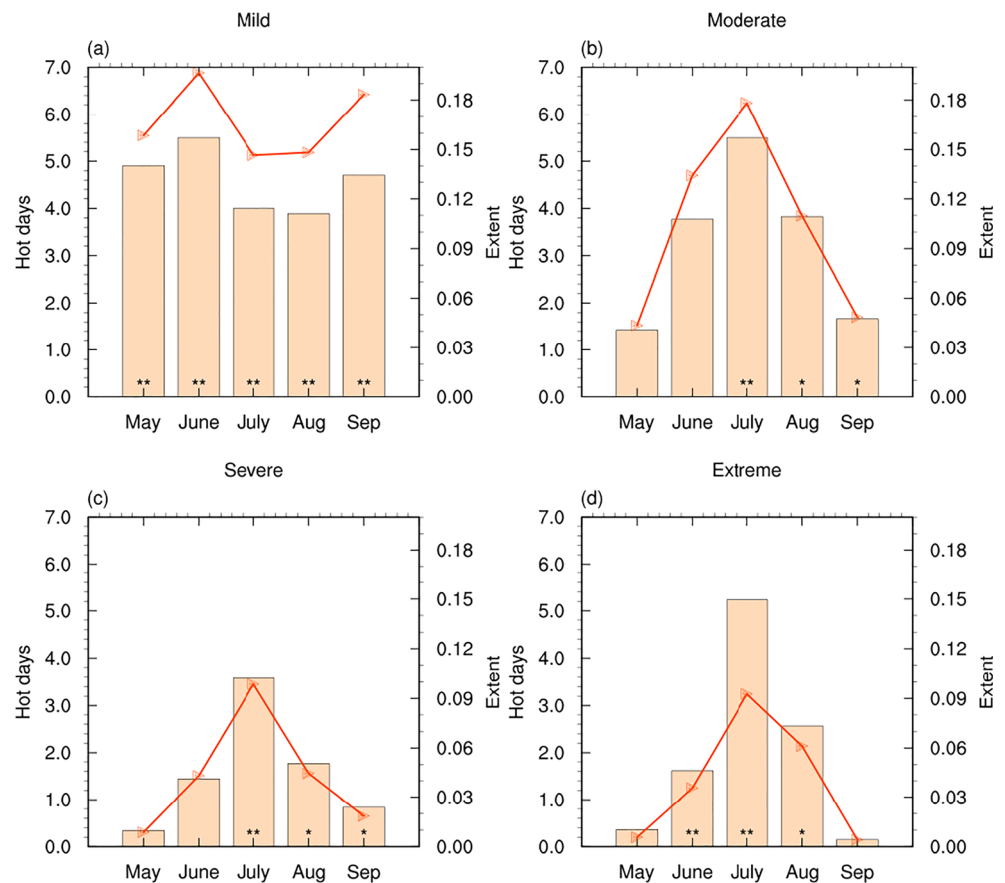 Mild
(a)
7.0
6.0
5.0
4.0
3.0
2.0
1.0
0.0
Hot days
0.18
0.15
0.12
0.09
0.06
0.03
0.00
Extent
** ** ** ** **
May June July Aug Sep
Moderate
(b)
7.0
6.0
5.0
4.0
3.0
2.0
1.0
0.0
Hot days
0.18
0.15
0.12
0.09
0.06
0.03
0.00
Extent
** * *
May June July Aug Sep
Severe
(c)
7.0
6.0
5.0
4.0
3.0
2.0
1.0
0.0
Hot days
0.18
0.15
0.12
0.09
0.06
0.03
0.00
Extent
** * *
May June July Aug Sep
Extreme
(d)
7.0
6.0
5.0
4.0
3.0
2.0
1.0
0.0
Hot days
0.18
0.15
0.12
0.09
0.06
0.03
0.00
Extent
** ** *
May June July Aug Sep